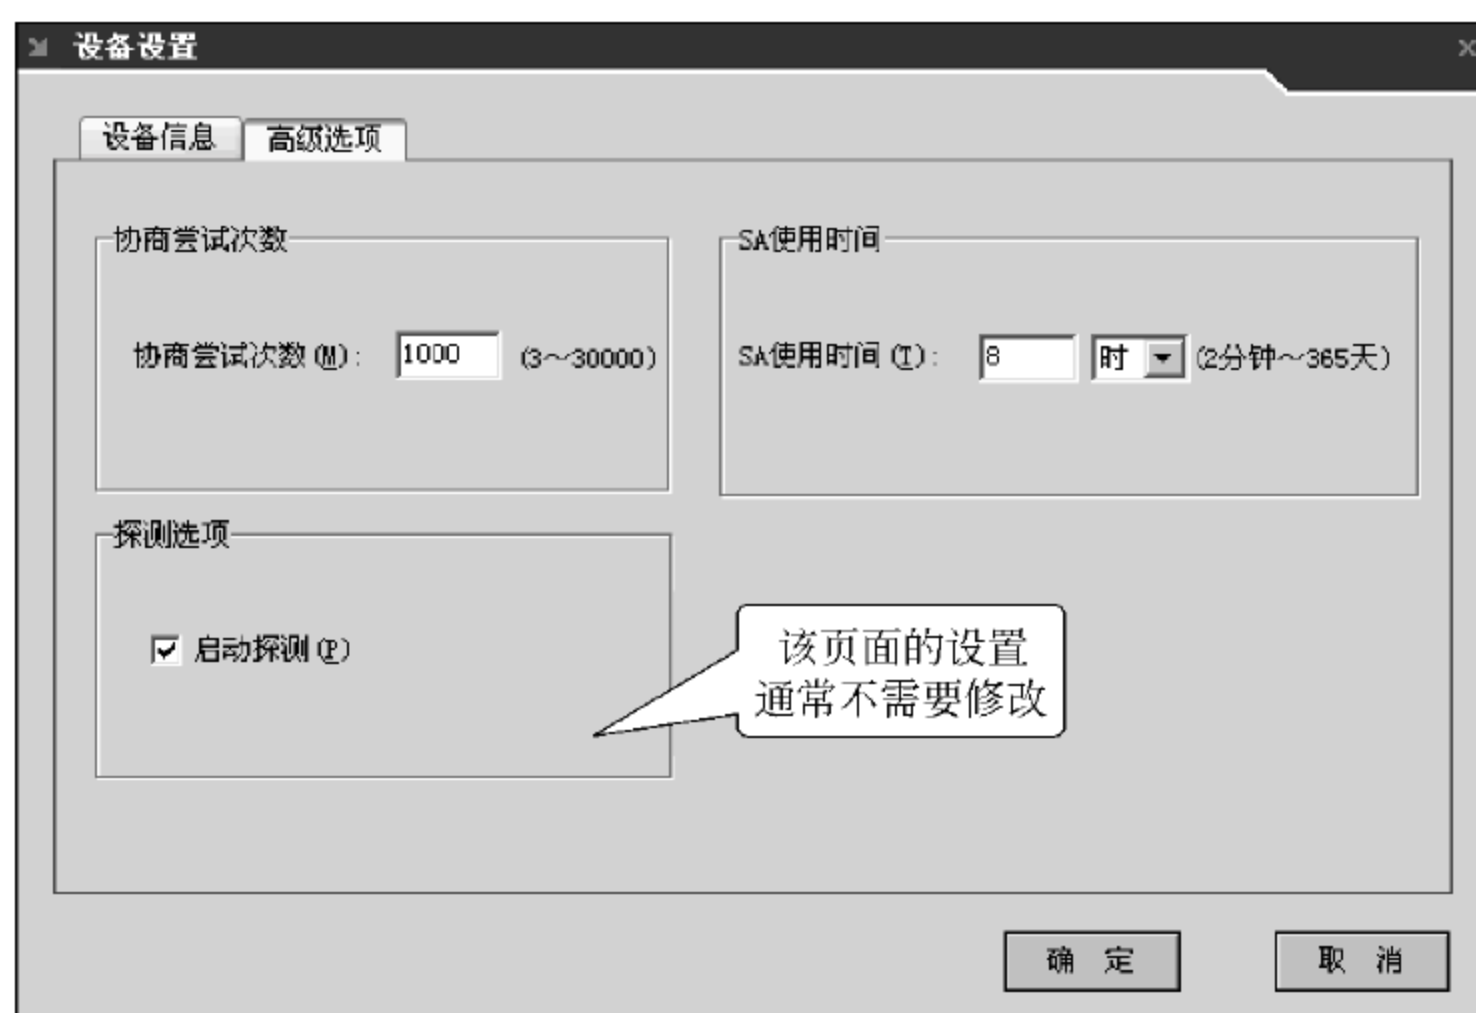 设备设置
设备信息 高级选项
协商尝试次数
协商尝试次数(M): 1000 (3～30000)
SA使用时间
SA使用时间(T): 8 时 (2分钟～365天)
探测选项
启动探测(P)
该页面的设置
通常不需要修改
确 定 取 消